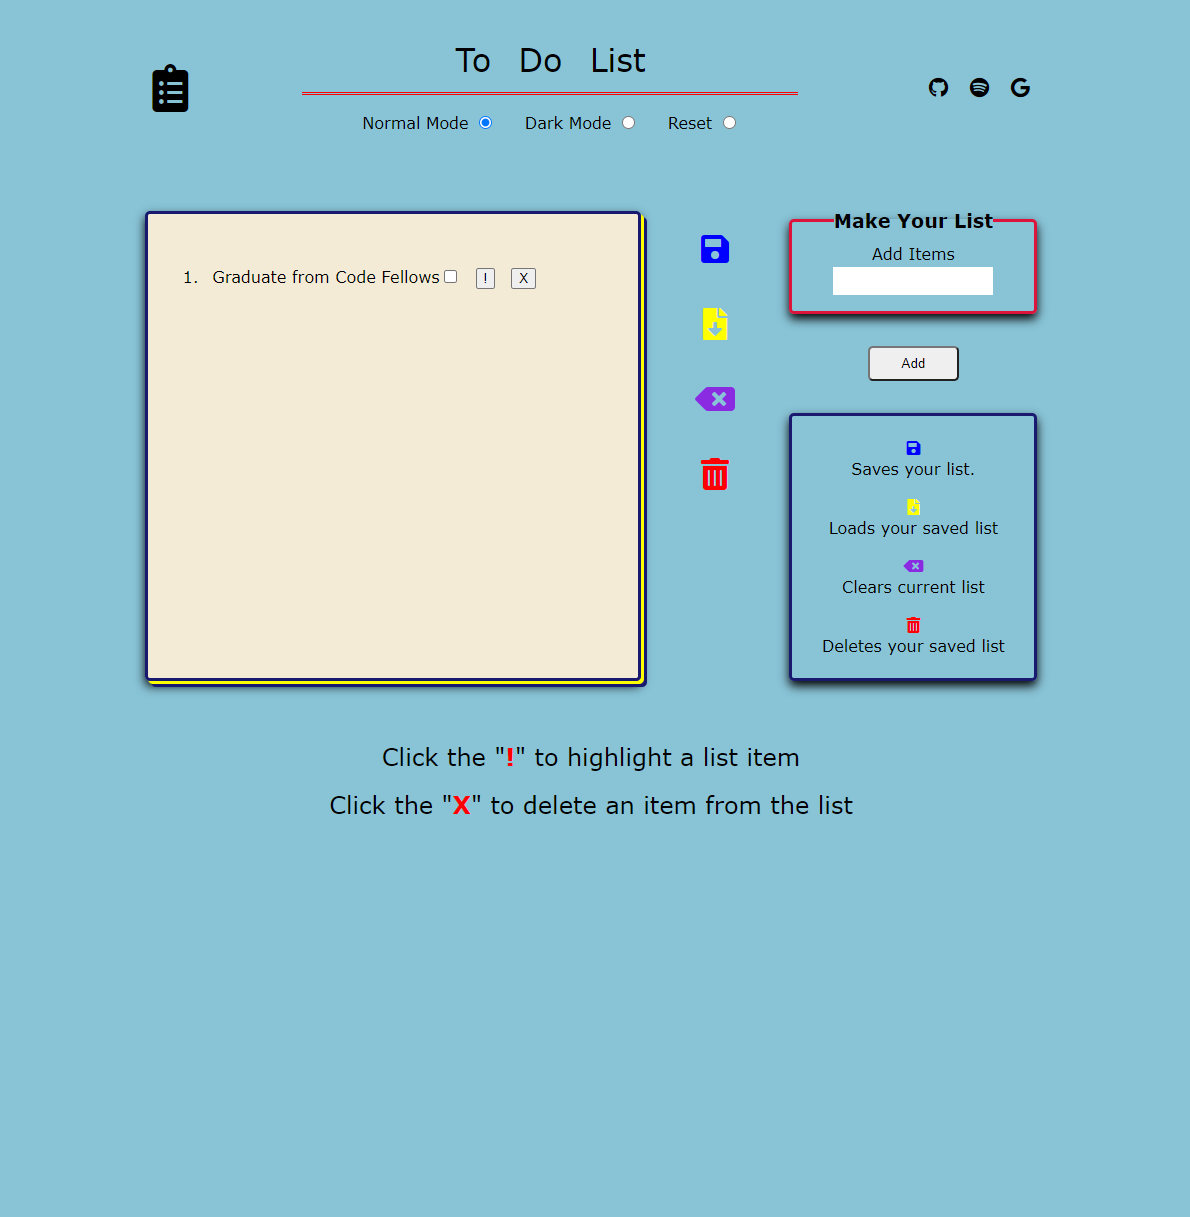 To Do List
Normal Mode Dark Mode Reset
1. Graduate from Code Fellows ! X
Make Your List
Add Items
Add
Saves your list.
Loads your saved list
Clears current list
Deletes your saved list
Click the "!" to highlight a list item
Click the "X" to delete an item from the list